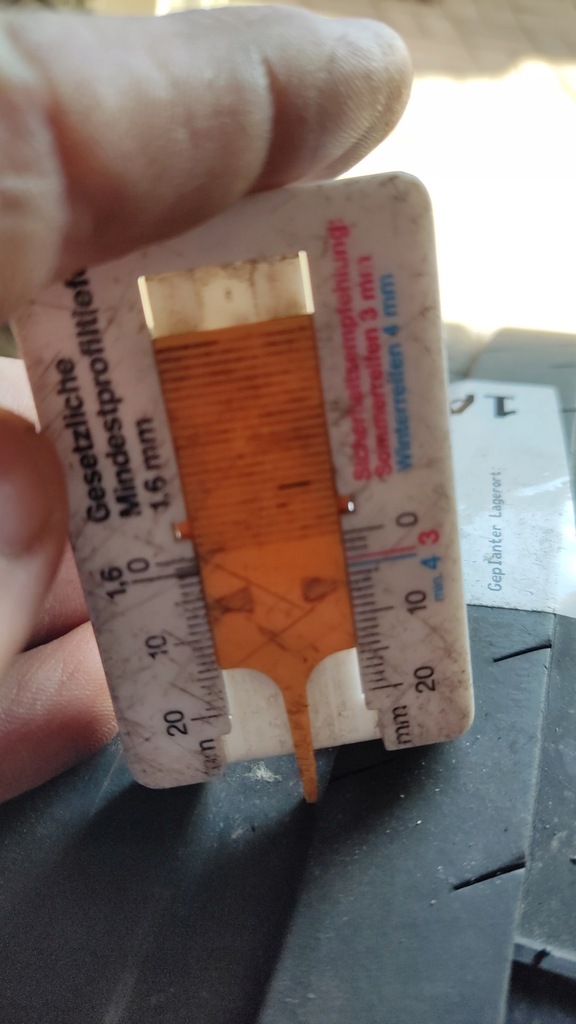 Gesetzliche
Mindestprofiltiefe
1,6 mm
1,6
0
10
20
Sicherheitsempfehlung:
Sommerreifen 3 mm
Winterreifen 4 mm
0
3
min. 4
10
20
mm
Geplanter Lagerort: